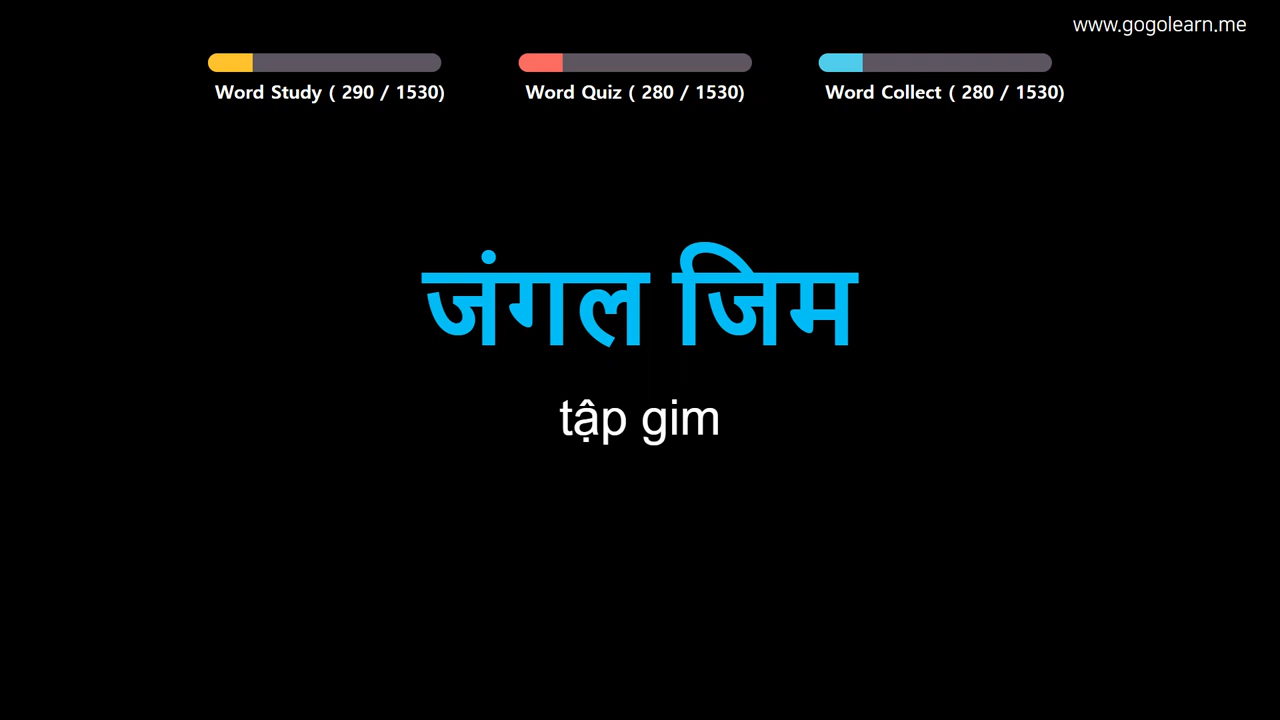 www.gogolearn.me
Word Study ( 290 / 1530)
Word Quiz ( 280 / 1530)
Word Collect ( 280 / 1530)
जंगल जिम
tập gim